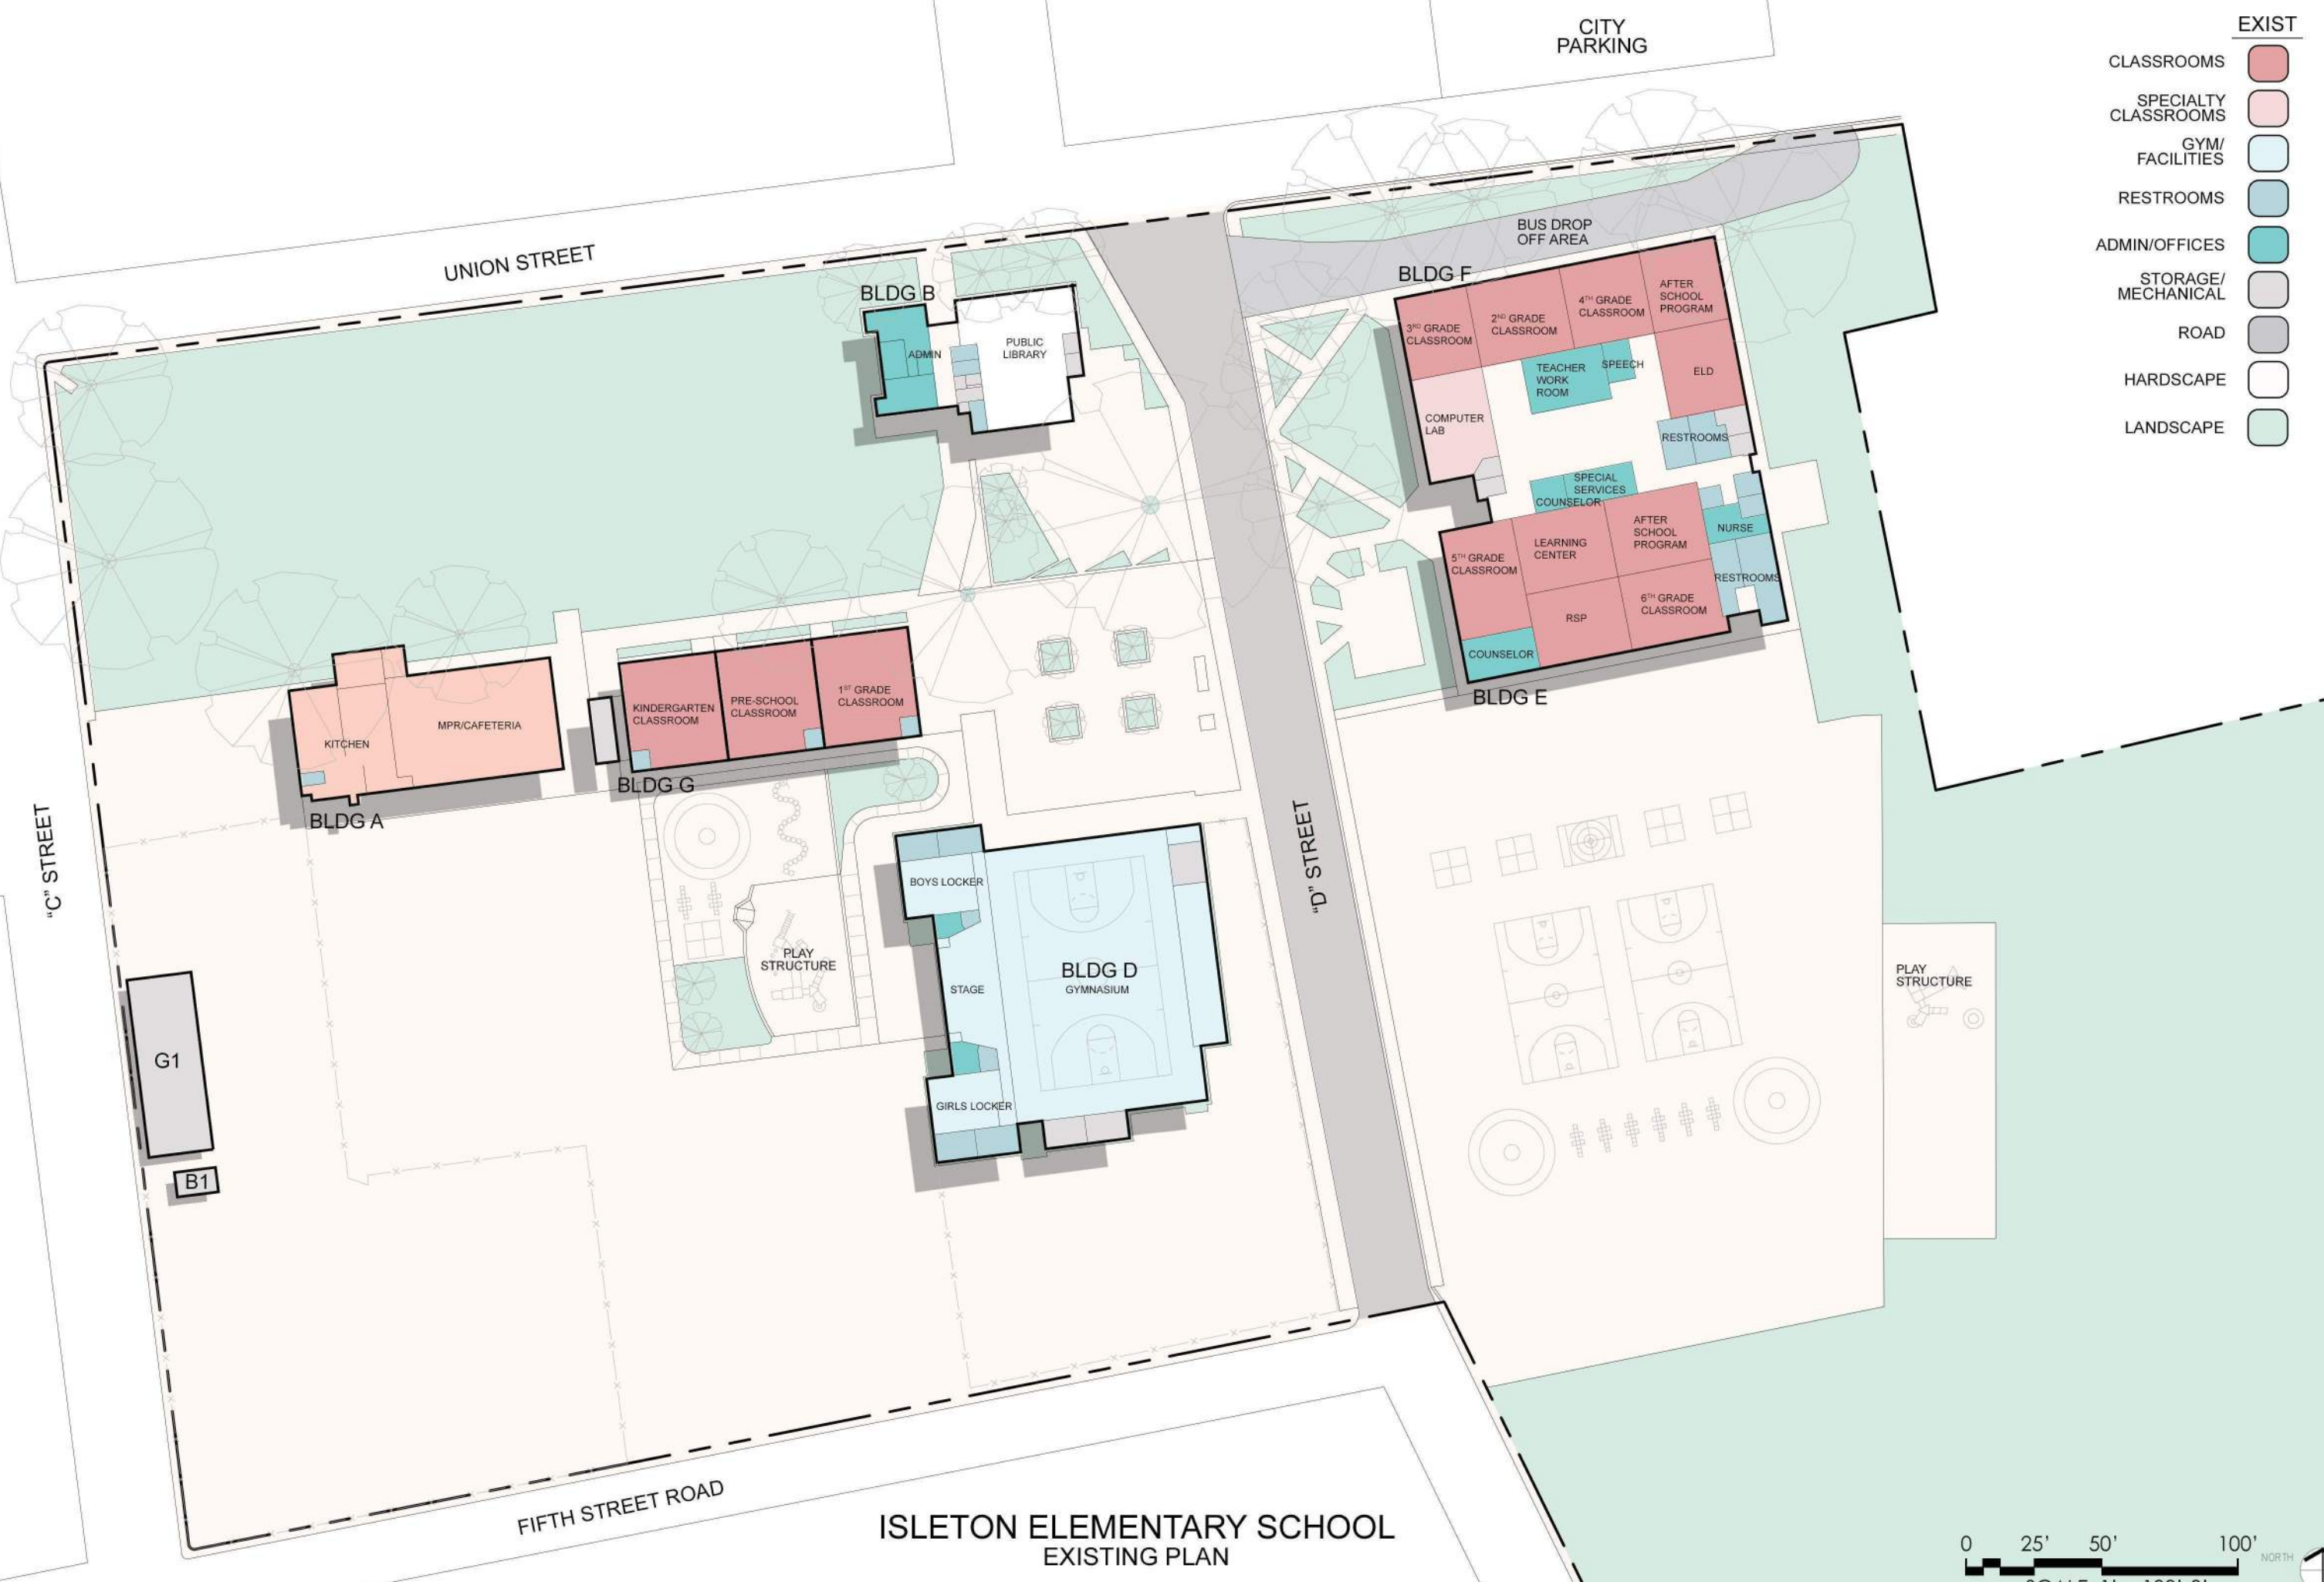 CITY
PARKING
EXIST
CLASSROOMS
SPECIALTY
CLASSROOMS
GYM/
FACILITIES
RESTROOMS
ADMIN/OFFICES
STORAGE/
MECHANICAL
ROAD
HARDSCAPE
LANDSCAPE
UNION STREET
BUS DROP
OFF AREA
BLDG F
3RD GRADE
CLASSROOM
2ND GRADE
CLASSROOM
4TH GRADE
CLASSROOM
AFTER
SCHOOL
PROGRAM
TEACHER
WORK
ROOM
SPEECH
ELD
COMPUTER
LAB
RESTROOMS
SPECIAL
SERVICES
COUNSELOR
5TH GRADE
CLASSROOM
LEARNING
CENTER
AFTER
SCHOOL
PROGRAM
NURSE
RESTROOMS
RSP
6TH GRADE
CLASSROOM
COUNSELOR
BLDG E
BLDG B
ADMIN
PUBLIC
LIBRARY
KITCHEN
MPR/CAFETERIA
BLDG A
KINDERGARTEN
CLASSROOM
PRE-SCHOOL
CLASSROOM
1ST GRADE
CLASSROOM
BLDG G
"C" STREET
"D" STREET
BOYS LOCKER
STAGE
BLDG D
GYMNASIUM
GIRLS LOCKER
PLAY
STRUCTURE
PLAY
STRUCTURE
G1
B1
FIFTH STREET ROAD
ISLETON ELEMENTARY SCHOOL
EXISTING PLAN
0 25' 50' 100'
NORTH